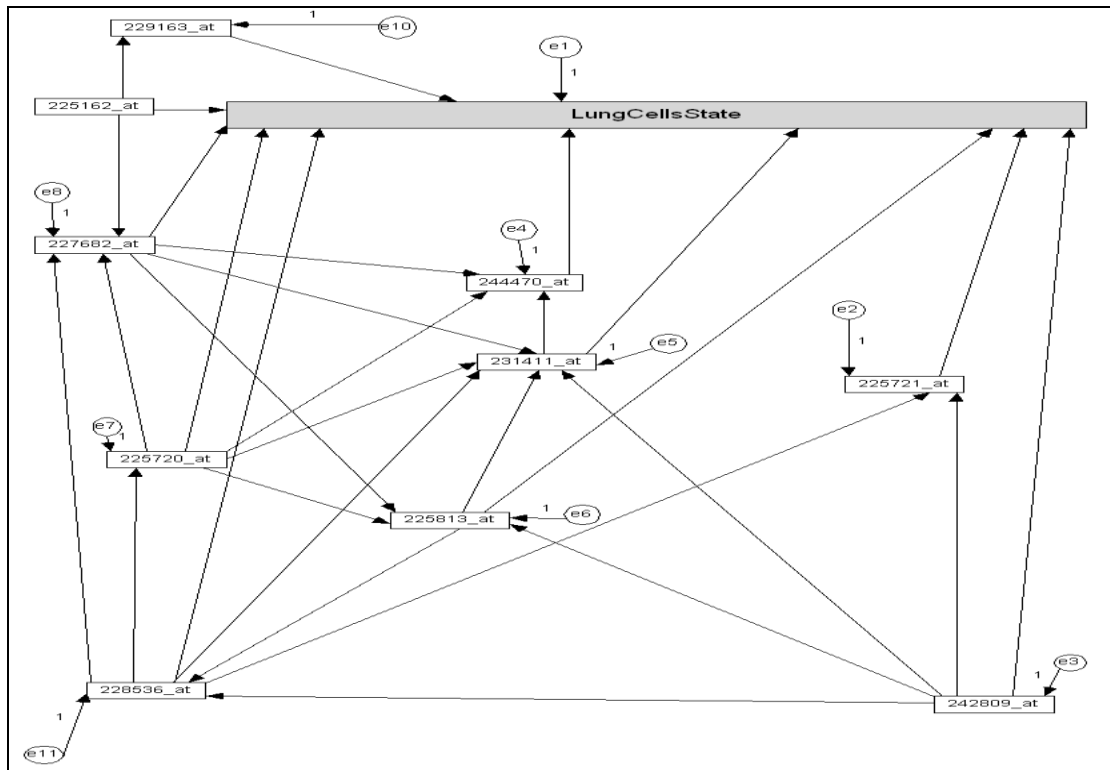 1
229163_at
e10
e1
1
225162_at
LungCellsState
e8
1
227682_at
e4
1
244470_at
e2
1
1
e5
231411_at
225721_at
e7
1
225720_at
1
e6
225813_at
e3
1
228536_at
242809_at
1
e11